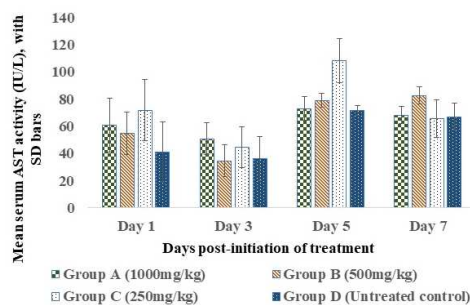 Mean serum AST activity (IU/L), with
SD bars
140
120
100
80
60
40
20
0
Day 1 Day 3 Day 5 Day 7
Days post-initiation of treatment
Group A (1000mg/kg) Group B (500mg/kg)
Group C (250mg/kg) Group D (Untreated control)